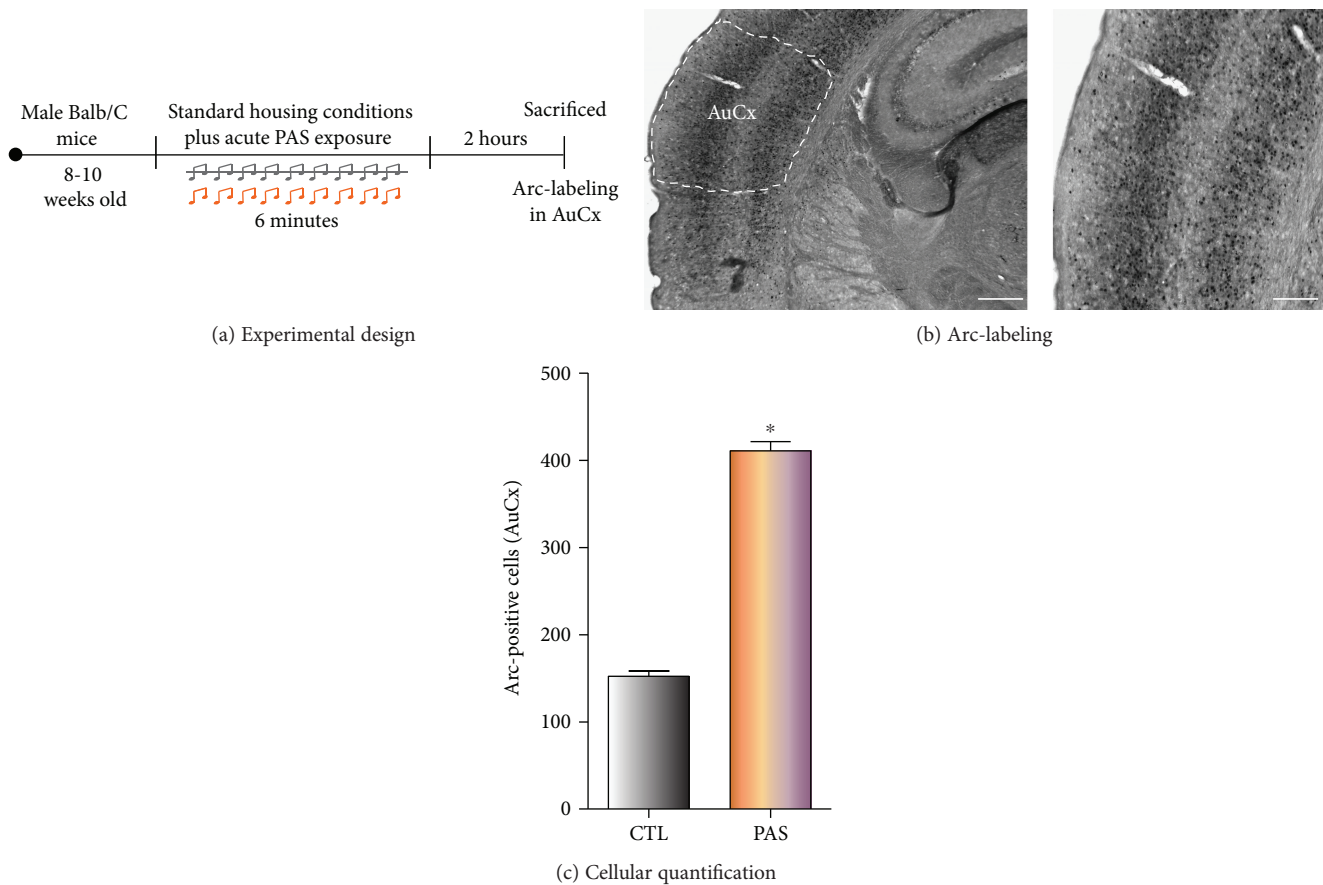 Male Balb/C
mice
8-10
weeks old
Standard housing conditions
plus acute PAS exposure
6 minutes
2 hours
Sacrificed
Arc-labeling
in AuCx
(a) Experimental design
AuCx
(b) Arc-labeling
Arc-positive cells (AuCx)
500
400
300
200
100
0
*
CTL
PAS
(c) Cellular quantification